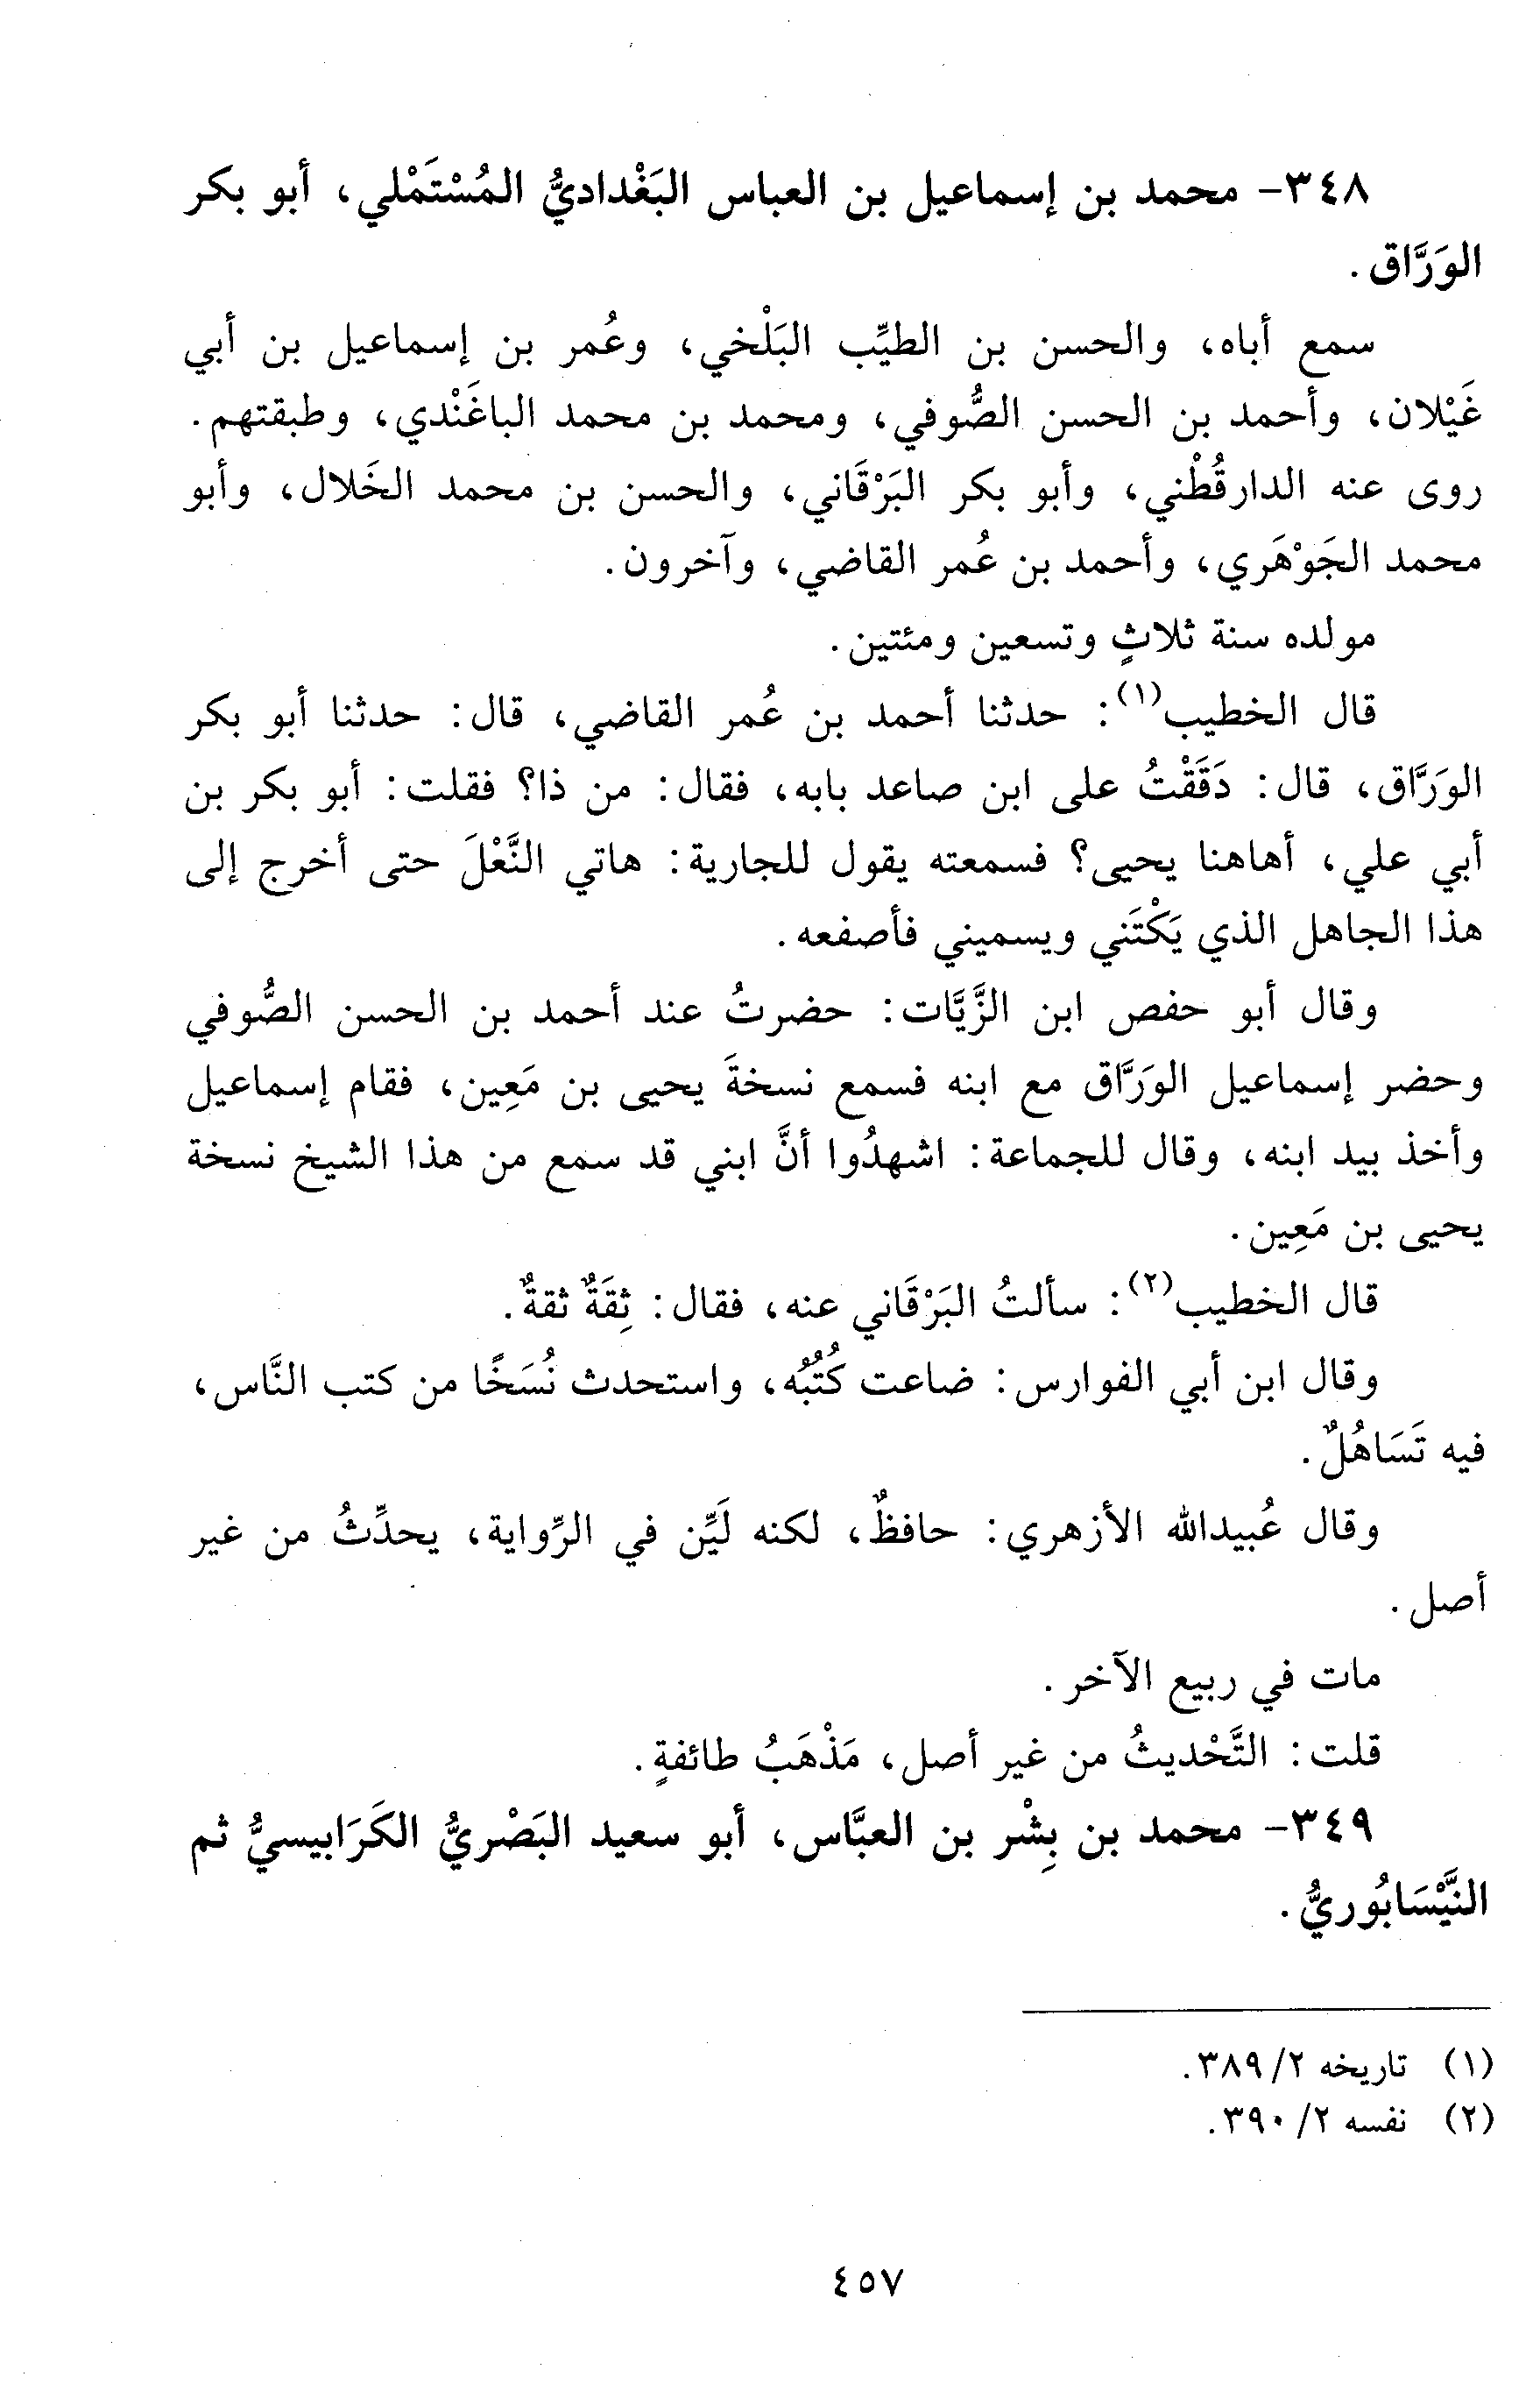 ٣٤٨- محمد بن إسماعيل بن العباس البَغْداديُّ المُسْتَمْلي، أبو بكر
الوَرَّاق.
سمع أباه، والحسن بن الطيِّب البَلْخي، وعُمر بن إسماعيل بن أبي
غَيْلان، وأحمد بن الحسن الصُّوفي، ومحمد بن محمد الباغَنْدي، وطبقتهم.
روى عنه الدارقُطْني، وأبو بكر البَرْقَاني، والحسن بن محمد الخَلال، وأبو
محمد الجَوْهَري، وأحمد بن عُمر القاضي، وآخرون.
مولده سنة ثلاثٍ وتسعين ومئتين.
قال الخطيب(١): حدثنا أحمد بن عُمر القاضي، قال: حدثنا أبو بكر
الوَرَّاق، قال: دَقَقْتُ على ابن صاعد بابه، فقال: من ذا؟ فقلت: أبو بكر بن
أبي علي، أهاهنا يحيى؟ فسمعته يقول للجارية: هاتي النَّعْلَ حتى أخرج إلى
هذا الجاهل الذي يَكْتَني ويسميني فأصفعه.
وقال أبو حفص ابن الزَّيَّات: حضرتُ عند أحمد بن الحسن الصُّوفي
وحضر إسماعيل الورَّاق مع ابنه فسمع نسخةَ يحيى بن مَعِين، فقام إسماعيل
وأخذ بيد ابنه، وقال للجماعة: اشهدُوا أنَّ ابني قد سمع من هذا الشيخ نسخة
يحيى بن مَعِين.
قال الخطيب(٢): سألتُ البَرْقَاني عنه، فقال: ثِقَةٌ ثقةٌ.
وقال ابن أبي الفوارس: ضاعت كُتُبُه، واستحدث نُسَخًا من كتب النَّاس،
فيه تَسَاهُلٌ.
وقال عُبيدالله الأزهري: حافظٌ، لكنه لَيِّن في الرِّواية، يحدِّثُ من غير
أصل.
مات في ربيع الآخر.
قلت: التَّحْديثُ من غير أصل، مَذْهَبُ طائفةٍ.
٣٤٩- محمد بن بِشْر بن العبَّاس، أبو سعيد البَصْريُّ الكَرَابيسيُّ ثم
النَّيْسَابُوريُّ.
(١) تاريخه ٢/ ٣٨٩.
(٢) نفسه ٢/ ٣٩٠.
٤٥٧